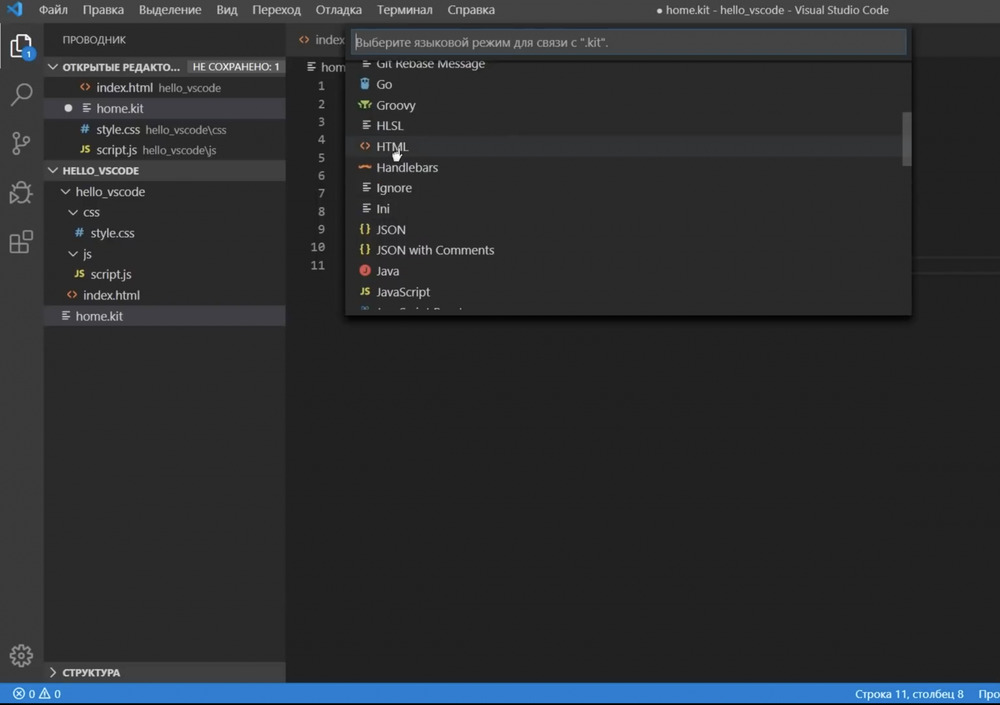 Файл Правка Выделение Вид Переход Отладка Терминал Справка ● home.kit - hello_vscode - Visual Studio Code
ПРОВОДНИК
1
ОТКРЫТЫЕ РЕДАКТО... НЕ СОХРАНЕНО: 1
index.html hello_vscode
home.kit
style.css hello_vscode\css
JS script.js hello_vscode\js
HELLO_VSCODE
hello_vscode
css
# style.css
js
JS script.js
index.html
home.kit
СТРУКТУРА
index
hom
1
2
3
4
5
6
7
8
9
10
11
Выберите языковой режим для связи с ".kit".
Git Rebase Message
Go
Groovy
HLSL
HTML
Handlebars
Ignore
Ini
{} JSON
{} JSON with Comments
J Java
JS JavaScript
0 0
Строка 11, столбец 8 Про